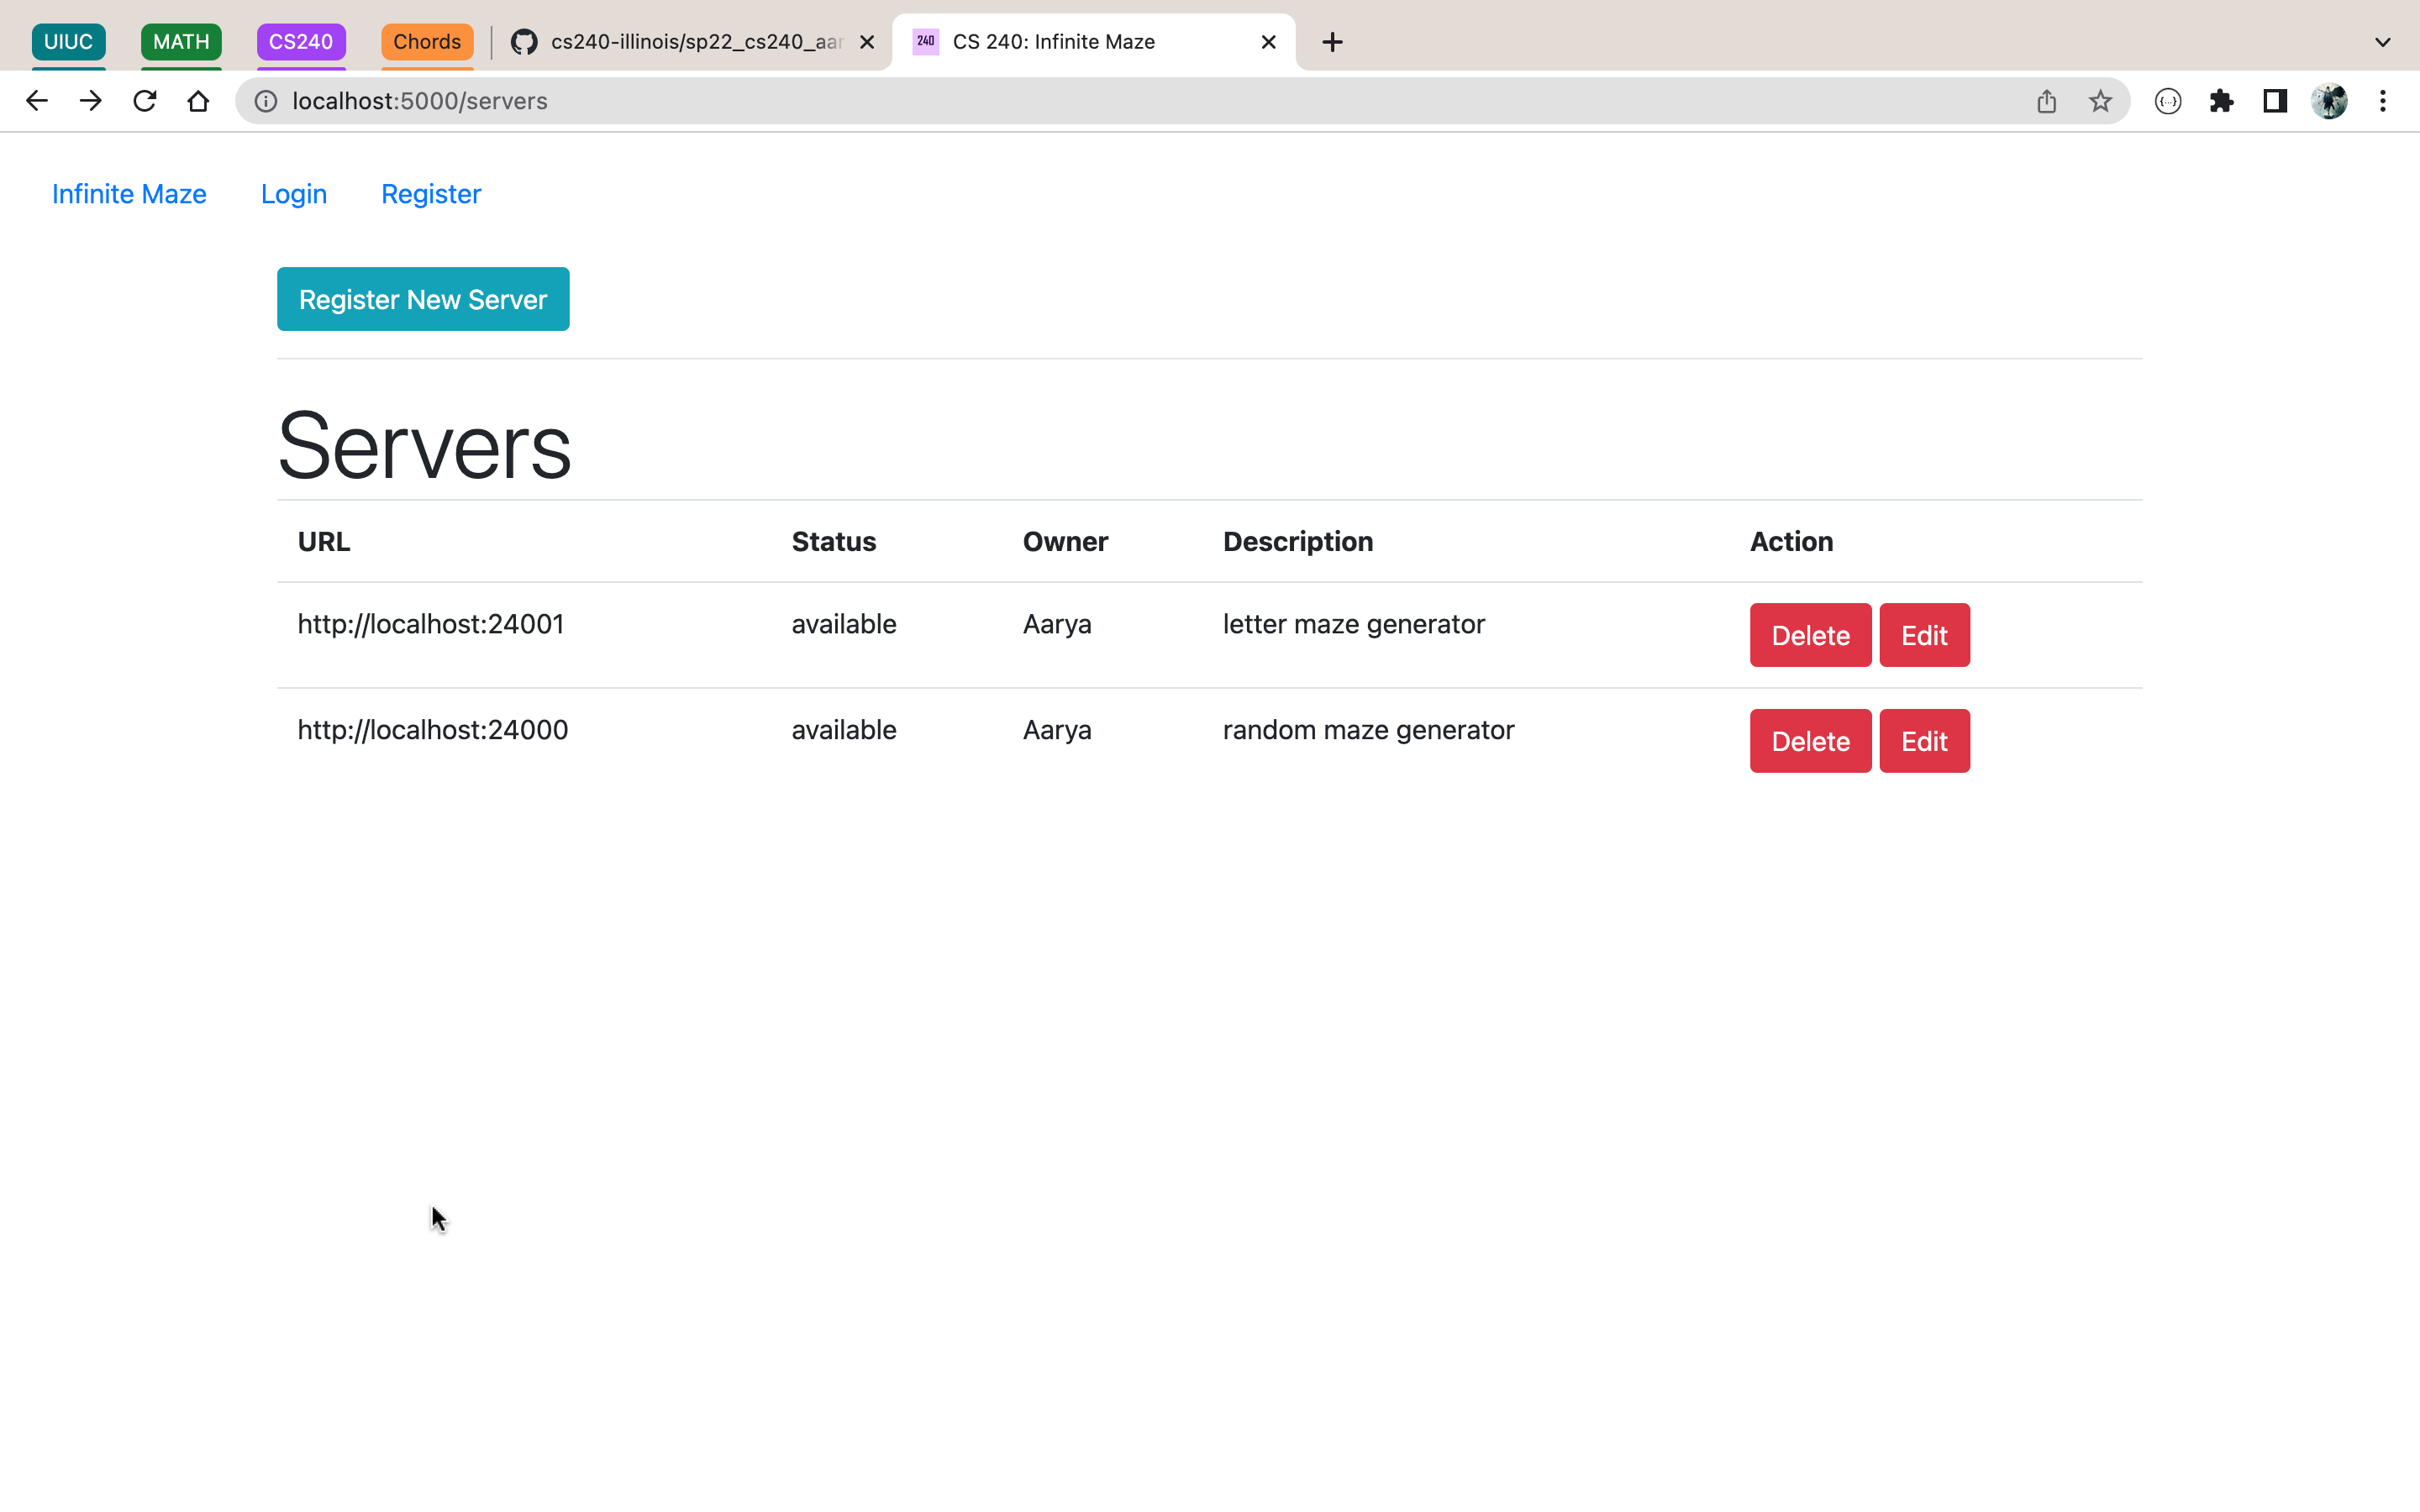 UIUC MATH CS240 Chords cs240-illinois/sp22_cs240_aar 240 CS 240: Infinite Maze
localhost:5000/servers
Infinite Maze Login Register
Register New Server
Servers
URL Status Owner Description Action
http://localhost:24001 available Aarya letter maze generator Delete Edit
http://localhost:24000 available Aarya random maze generator Delete Edit